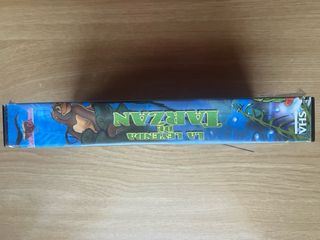 LA LEYENDA
DE
TARZAN
VHS